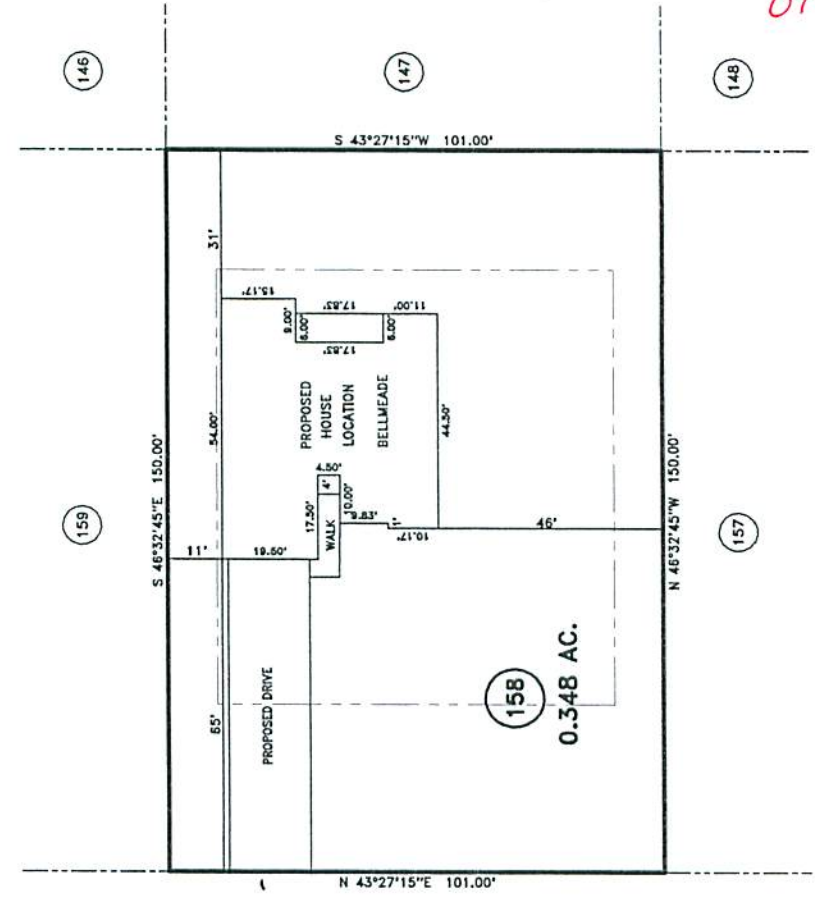 146
147
148
S 43°27'15"W 101.00'
31'
15.17'
9.00'
6.00'
17.83'
11.00'
6.00'
17.83'
54.00'
PROPOSED
HOUSE
LOCATION
BELLMEADE
44.50'
S 46°32'45"E 150.00'
N 46°32'45"W 150.00'
159
157
4.50'
4'
10.00'
17.50'
WALK
9.83'
1'
10.17'
46'
11'
19.50'
65'
PROPOSED DRIVE
158
0.348 AC.
N 43°27'15"E 101.00'